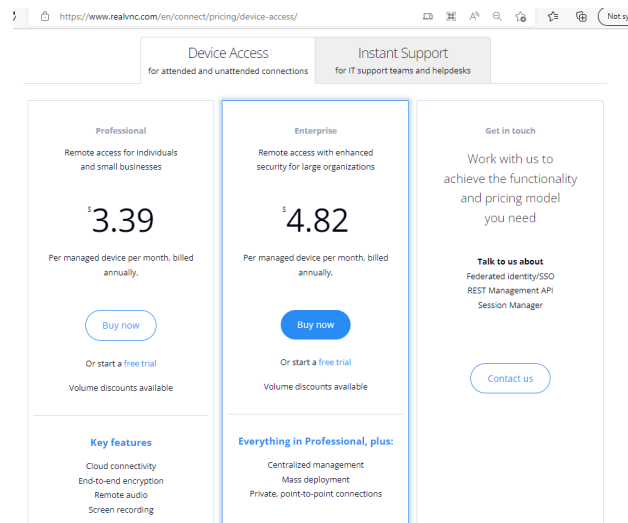 https://www.realvnc.com/en/connect/pricing/device-access/
Device Access
for attended and unattended connections
Instant Support
for IT support teams and helpdesks
Professional
Remote access for individuals
and small businesses
$3.39
Per managed device per month, billed
annually.
Buy now
Or start a free trial
Volume discounts available
Key features
Cloud connectivity
End-to-end encryption
Remote audio
Screen recording
Enterprise
Remote access with enhanced
security for large organizations
$4.82
Per managed device per month, billed
annually.
Buy now
Or start a free trial
Volume discounts available
Everything in Professional, plus:
Centralized management
Mass deployment
Private, point-to-point connections
Get in touch
Work with us to
achieve the functionality
and pricing model
you need
Talk to us about
Federated identity/SSO
REST Management API
Session Manager
Contact us